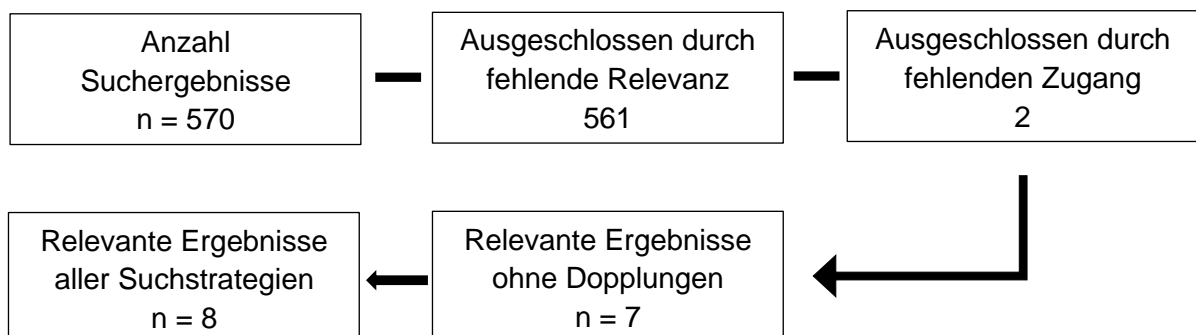 Anzahl
Suchergebnisse
n = 570
Ausgeschlossen durch
fehlende Relevanz
561
Ausgeschlossen durch
fehlenden Zugang
2
Relevante Ergebnisse
aller Suchstrategien
n = 8
Relevante Ergebnisse
ohne Dopplungen
n = 7